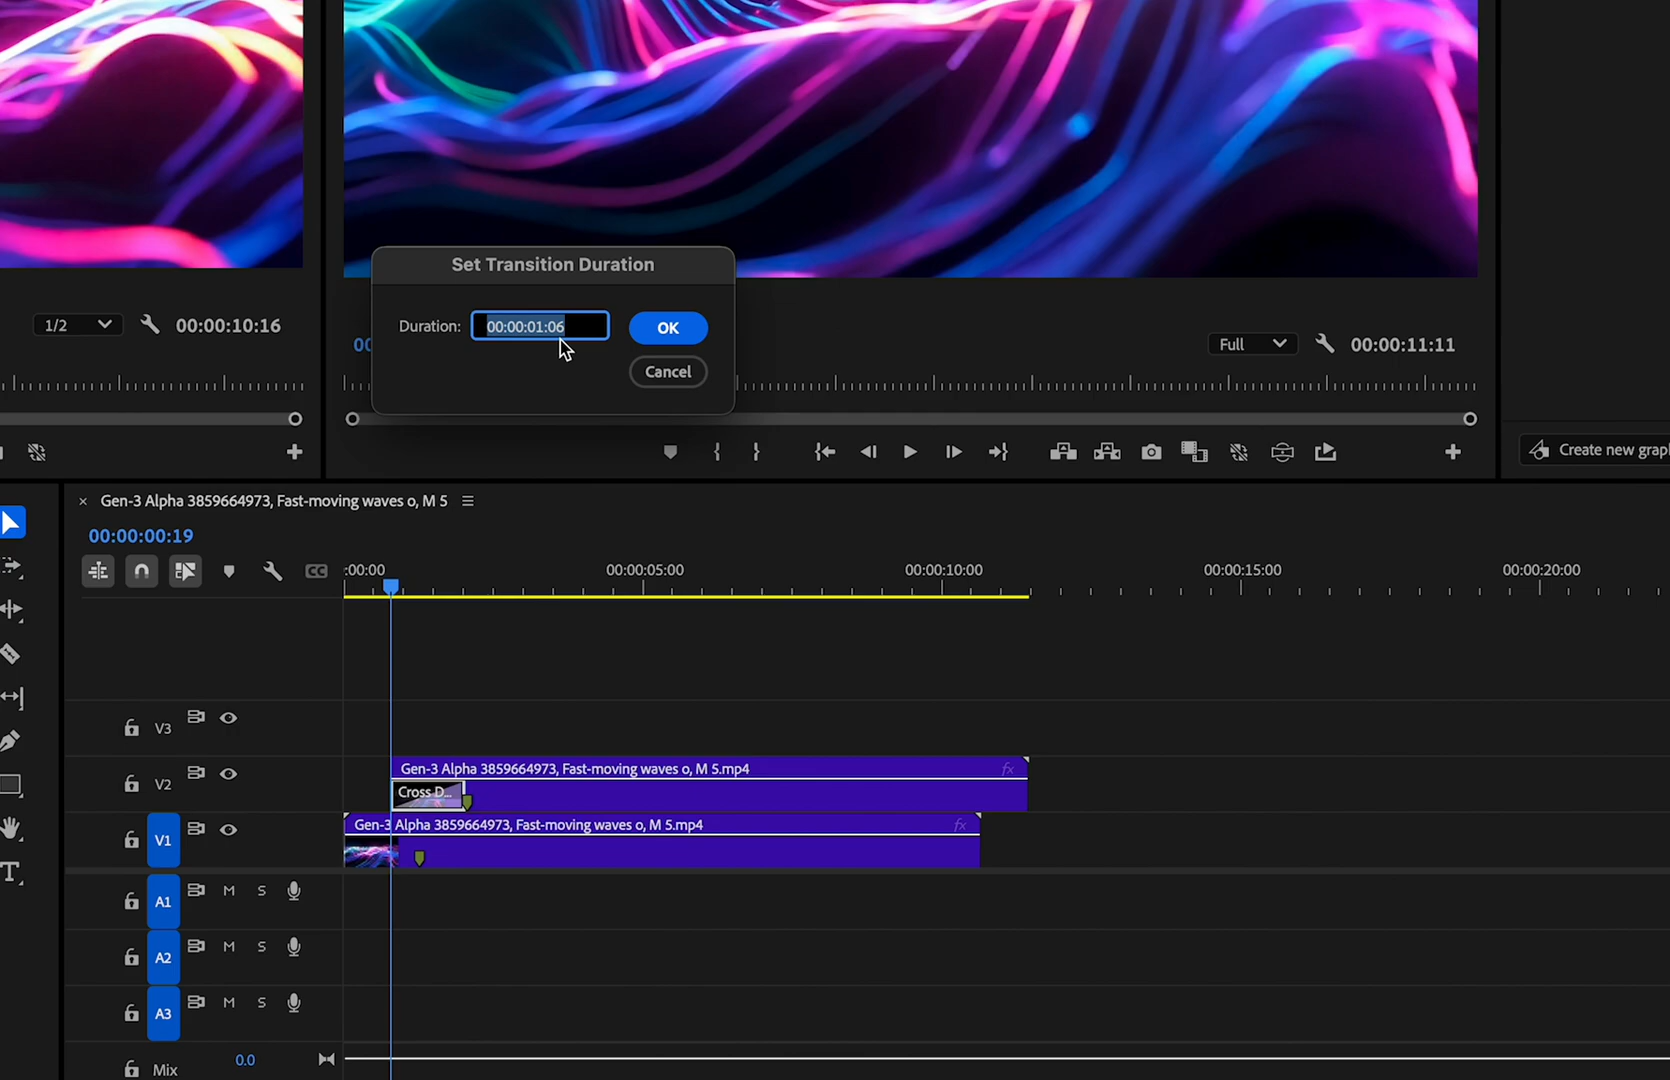 Set Transition Duration
Duration: 00:00:01:06 OK
Cancel
1/2 00:00:10:16
00
Full 00:00:11:11
Create new grap
Gen-3 Alpha 3859664973, Fast-moving waves o, M 5
00:00:00:19
CC
:00:00 00:00:05:00 00:00:10:00 00:00:15:00 00:00:20:00
V3
Gen-3 Alpha 3859664973, Fast-moving waves o, M 5.mp4 fx
V2
Cross D...
Gen-3 Alpha 3859664973, Fast-moving waves o, M 5.mp4 fx
V1
T
A1 M S
A2 M S
A3 M S
Mix 0.0